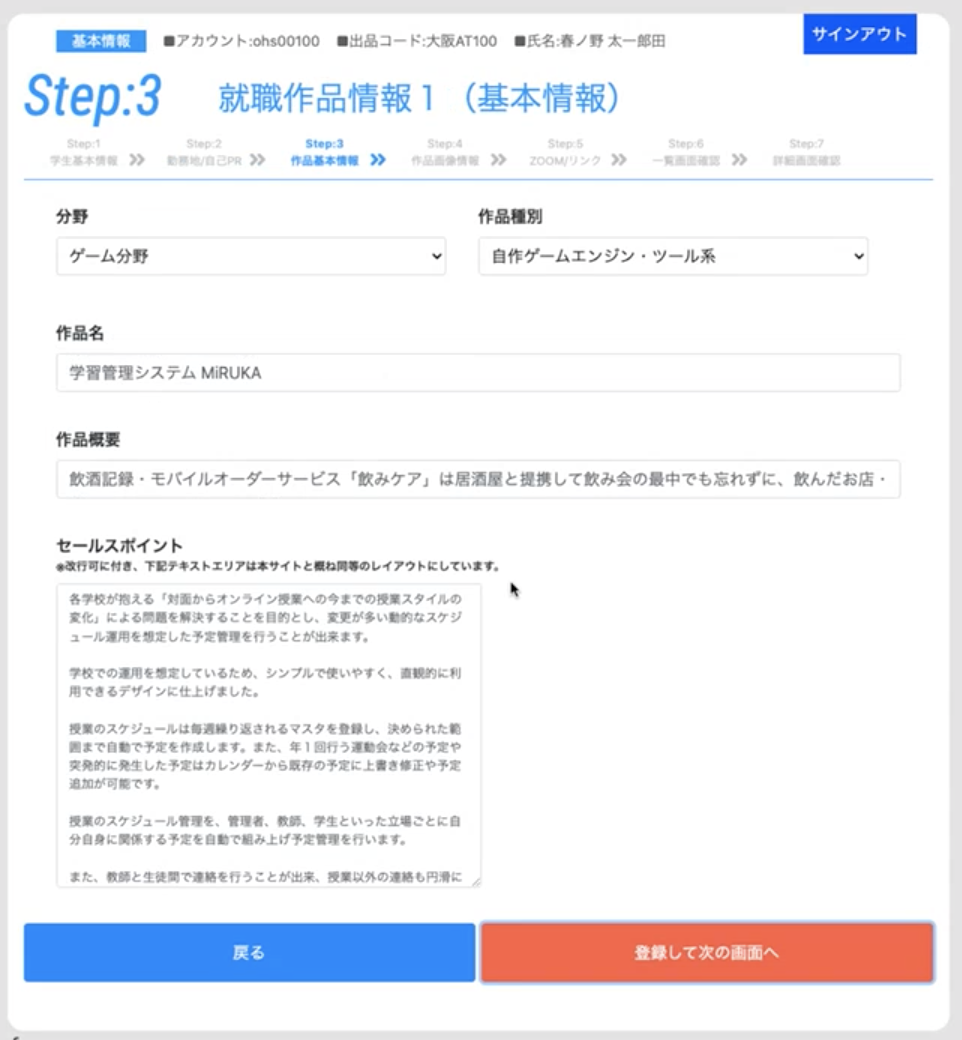 基本情報 ■アカウント:ohs00100 ■出品コード:大阪AT100 ■氏名:春ノ野 太一郎田 サインアウト
Step:3 就職作品情報1（基本情報）
Step:1 Step:2 Step:3 Step:4 Step:5 Step:6 Step:7
学生基本情報 勤務地/自己PR 作品基本情報 作品画像情報 ZOOM/リンク 一覧画面確認 詳細画面確認
分野 作品種別
ゲーム分野 自作ゲームエンジン・ツール系
作品名
学習管理システム MiRUKA
作品概要
飲酒記録・モバイルオーダーサービス「飲みケア」は居酒屋と提携して飲み会の最中でも忘れずに、飲んだお店・
セールスポイント
※改行可に付き、下記テキストエリアは本サイトと概ね同等のレイアウトにしています。
各学校が抱える「対面からオンライン授業への今までの授業スタイルの
変化」による問題を解決することを目的とし、変更が多い動的なスケジ
ュール運用を想定した予定管理を行うことが出来ます。
学校での運用を想定しているため、シンプルで使いやすく、直観的に利
用できるデザインに仕上げました。
授業のスケジュールは毎週繰り返されるマスタを登録し、決められた範
囲まで自動で予定を作成します。また、年1回行う運動会などの予定や
突発的に発生した予定はカレンダーから既存の予定に上書き修正や予定
追加が可能です。
授業のスケジュール管理を、管理者、教師、学生といった立場ごとに自
分自身に関係する予定を自動で組み上げ予定管理を行います。
また、教師と生徒間で連絡を行うことが出来、授業以外の連絡も円滑に
戻る 登録して次の画面へ